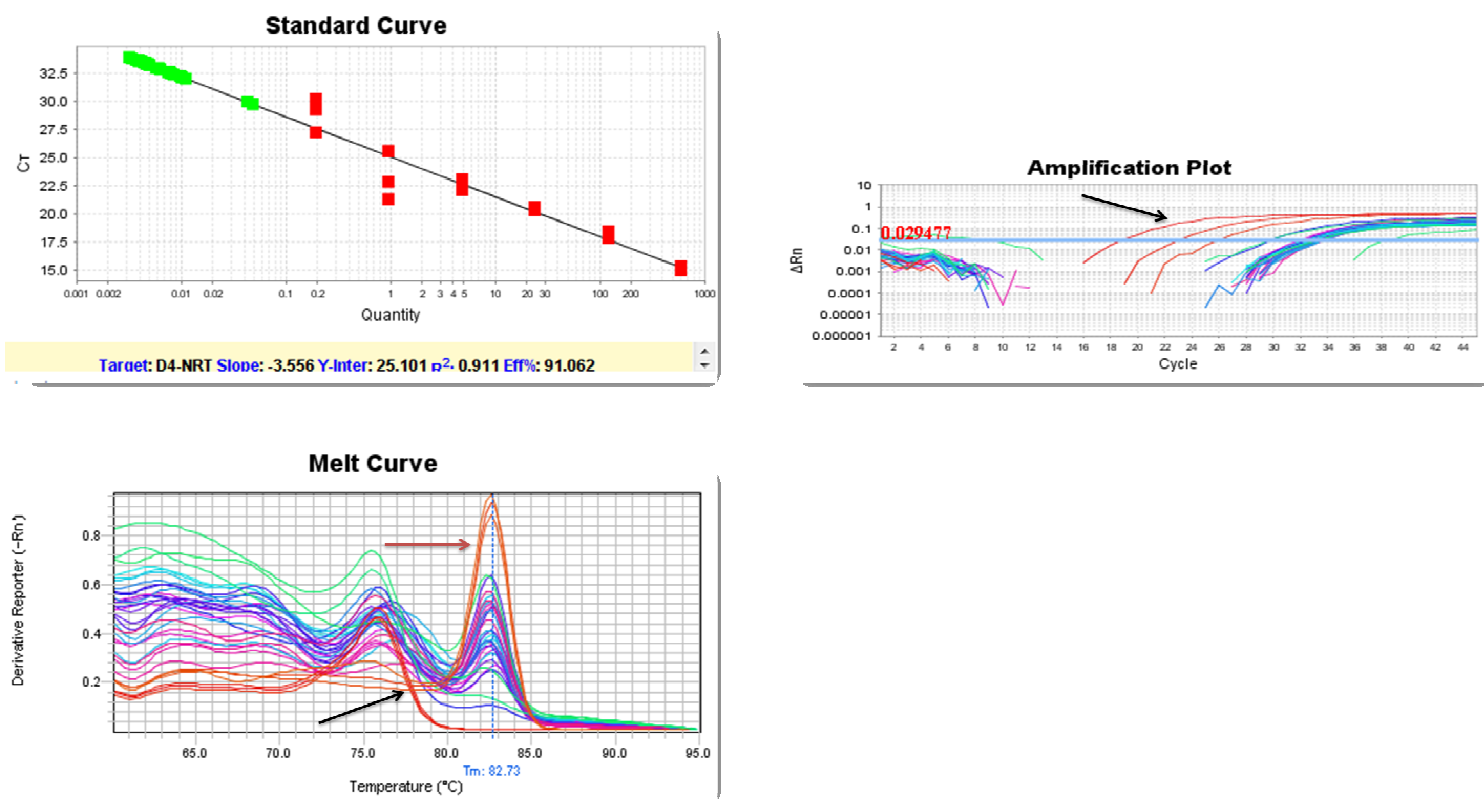 Standard Curve
CT
32.5
30.0
27.5
25.0
22.5
20.0
17.5
15.0
0.001 0.002 0.01 0.02 0.1 0.2 1 2 3 4 5 10 20 30 100 200 1000
Quantity
Target: D4-NRT Slope: -3.556 Y-Inter: 25.101 R²: 0.911 Eff%: 91.062
Amplification Plot
ΔRn
10
1
0.1
0.029477
0.01
0.001
0.0001
0.00001
0.000001
2 4 6 8 10 12 14 16 18 20 22 24 26 28 30 32 34 36 38 40 42 44
Cycle
Melt Curve
Derivative Reporter (-Rn')
0.8
0.6
0.4
0.2
65.0 70.0 75.0 80.0 85.0 90.0 95.0
Tm: 82.73
Temperature (°C)